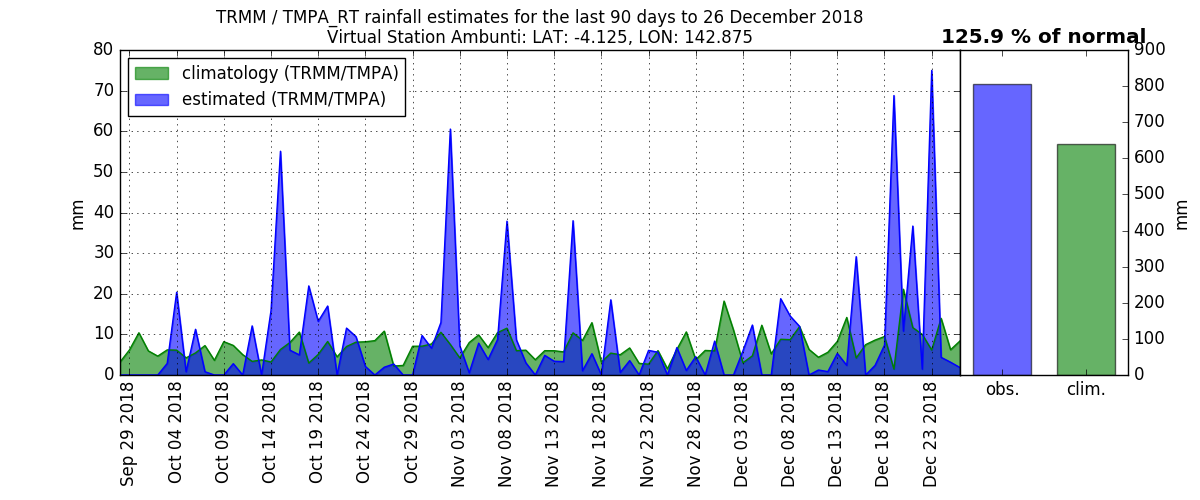 TRMM / TMPA_RT rainfall estimates for the last 90 days to 26 December 2018
Virtual Station Ambunti: LAT: -4.125, LON: 142.875
125.9 % of normal
climatology (TRMM/TMPA)
estimated (TRMM/TMPA)
80
70
60
50
40
30
20
10
0
mm
Sep 29 2018
Oct 04 2018
Oct 09 2018
Oct 14 2018
Oct 19 2018
Oct 24 2018
Oct 29 2018
Nov 03 2018
Nov 08 2018
Nov 13 2018
Nov 18 2018
Nov 23 2018
Nov 28 2018
Dec 03 2018
Dec 08 2018
Dec 13 2018
Dec 18 2018
Dec 23 2018
900
800
700
600
500
400
300
200
100
0
mm
obs.
clim.